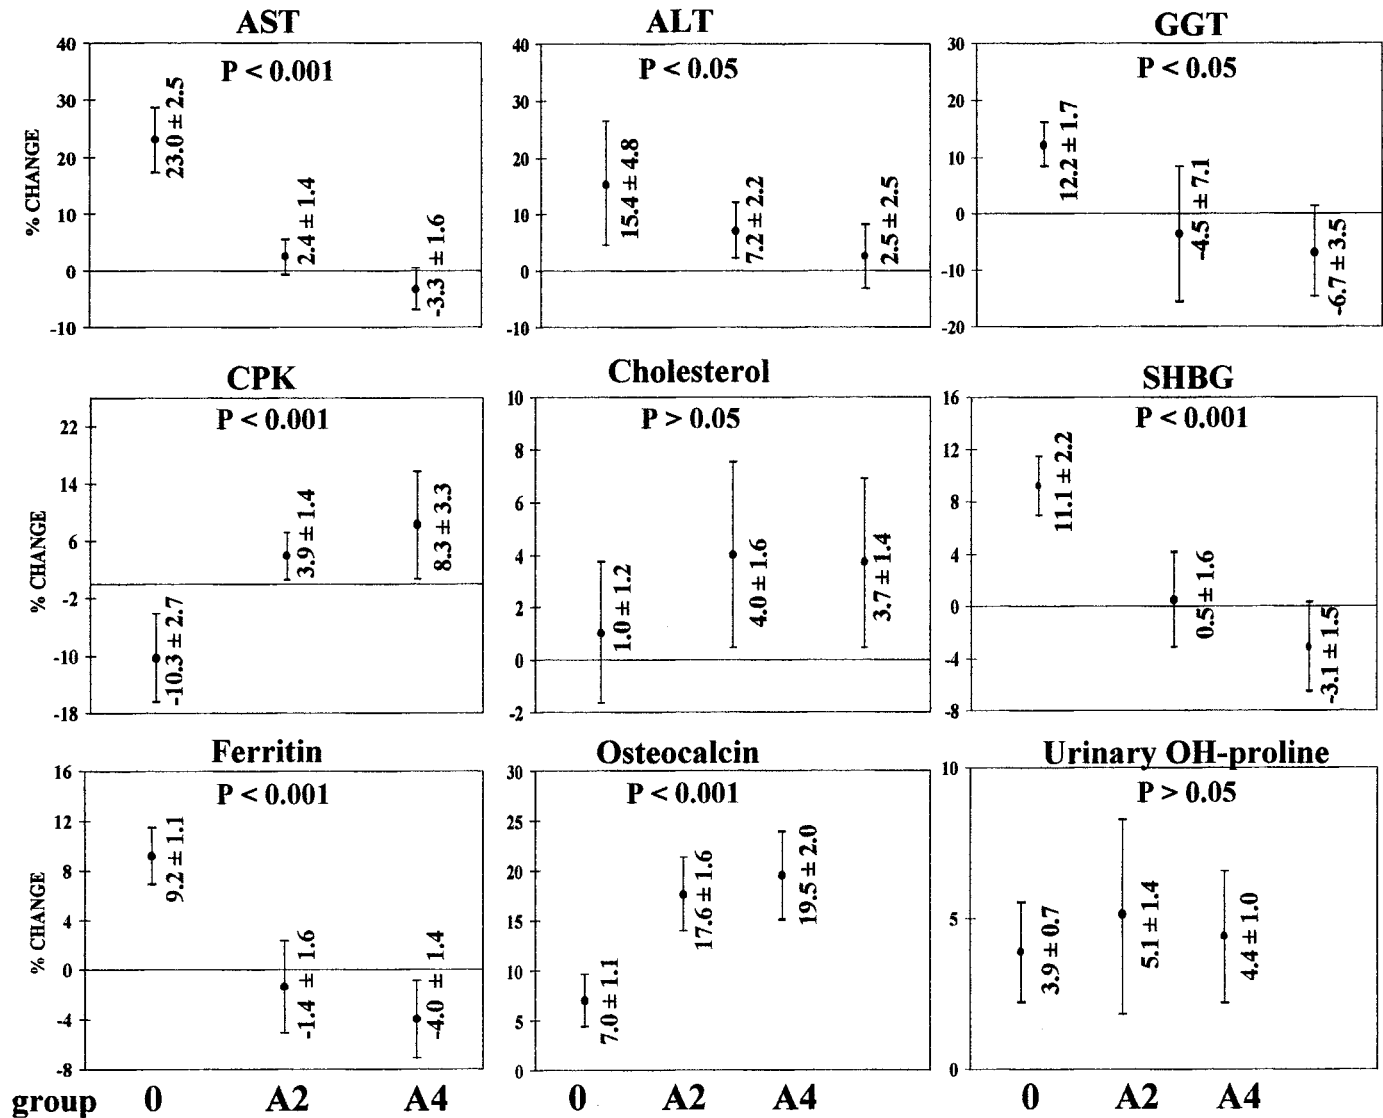 AST
ALT
GGT
P < 0.001
P < 0.05
P < 0.05
% CHANGE
40
30
20
10
0
-10
23.0 ± 2.5
2.4 ± 1.4
-3.3 ± 1.6
40
30
20
10
0
-10
15.4 ± 4.8
7.2 ± 2.2
2.5 ± 2.5
30
20
10
0
-10
-20
12.2 ± 1.7
-4.5 ± 7.1
-6.7 ± 3.5
CPK
Cholesterol
SHBG
P < 0.001
P > 0.05
P < 0.001
% CHANGE
22
14
6
-2
-10
-18
-10.3 ± 2.7
3.9 ± 1.4
8.3 ± 3.3
10
8
6
4
2
0
-2
1.0 ± 1.2
4.0 ± 1.6
3.7 ± 1.4
16
12
8
4
0
-4
-8
11.1 ± 2.2
0.5 ± 1.6
-3.1 ± 1.5
Ferritin
Osteocalcin
Urinary OH-proline
P < 0.001
P < 0.001
P > 0.05
% CHANGE
16
12
8
4
0
-4
-8
9.2 ± 1.1
-1.4 ± 1.6
-4.0 ± 1.4
30
25
20
15
10
5
0
7.0 ± 1.1
17.6 ± 1.6
19.5 ± 2.0
10
5
0
3.9 ± 0.7
5.1 ± 1.4
4.4 ± 1.0
group 0 A2 A4 0 A2 A4 0 A2 A4